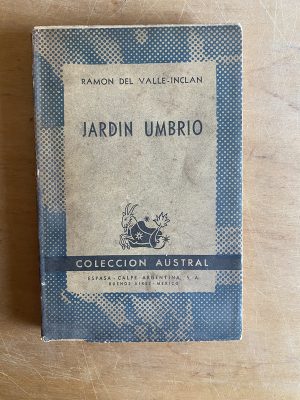 RAMON DEL VALLE-INCLAN
JARDIN UMBRIO
COLECCION AUSTRAL
ESPASA-CALPE ARGENTINA, S. A.
BUENOS AIRES-MEXICO